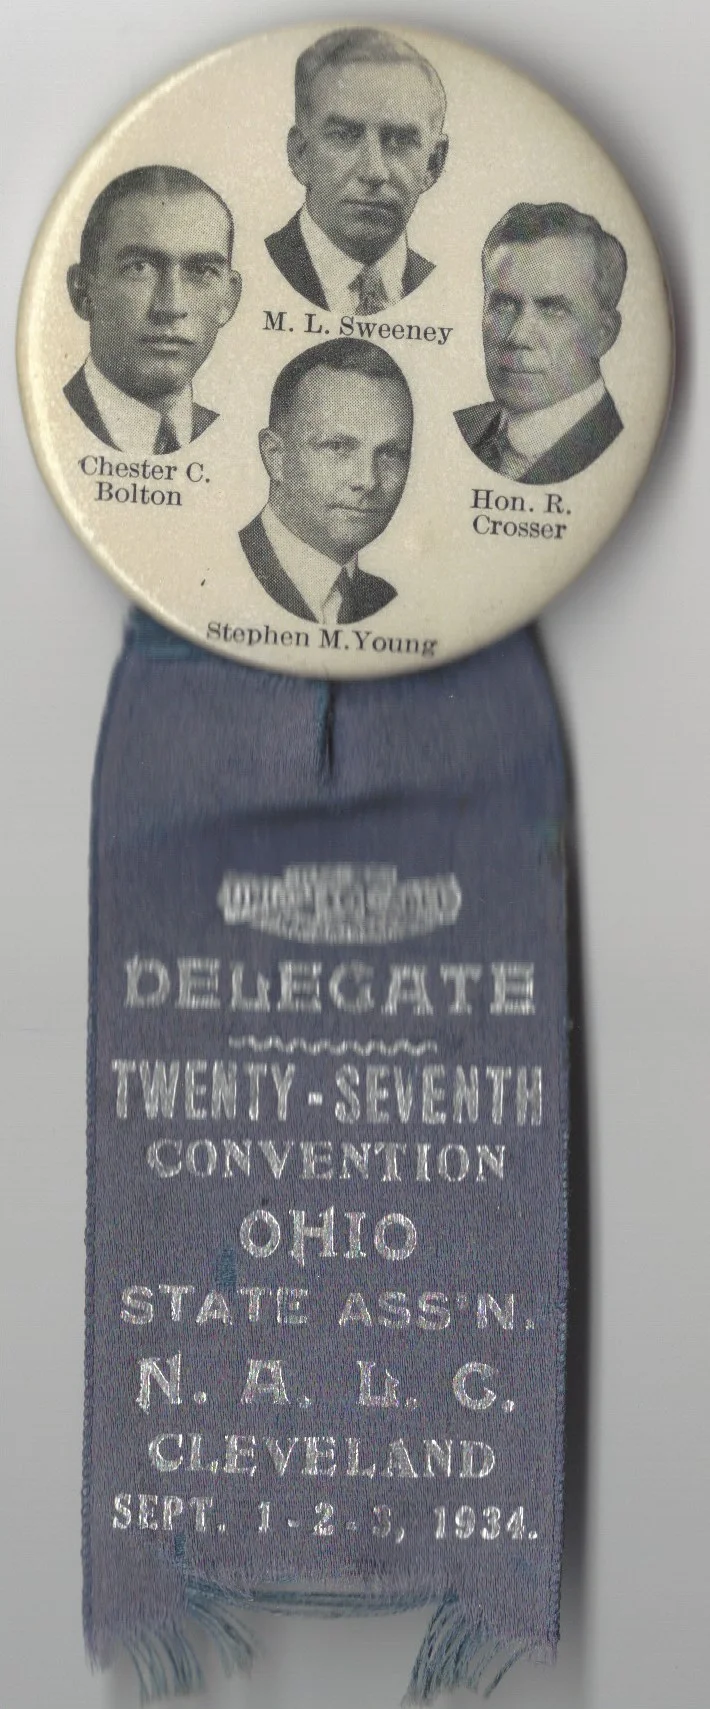 M. L. Sweeney
Chester C.
Bolton
Hon. R.
Crosser
Stephen M. Young
DELEGATE
TWENTY-SEVENTH
CONVENTION
OHIO
STATE ASS'N.
N. A. L. C.
CLEVELAND
SEPT. 1-2-3, 1934.